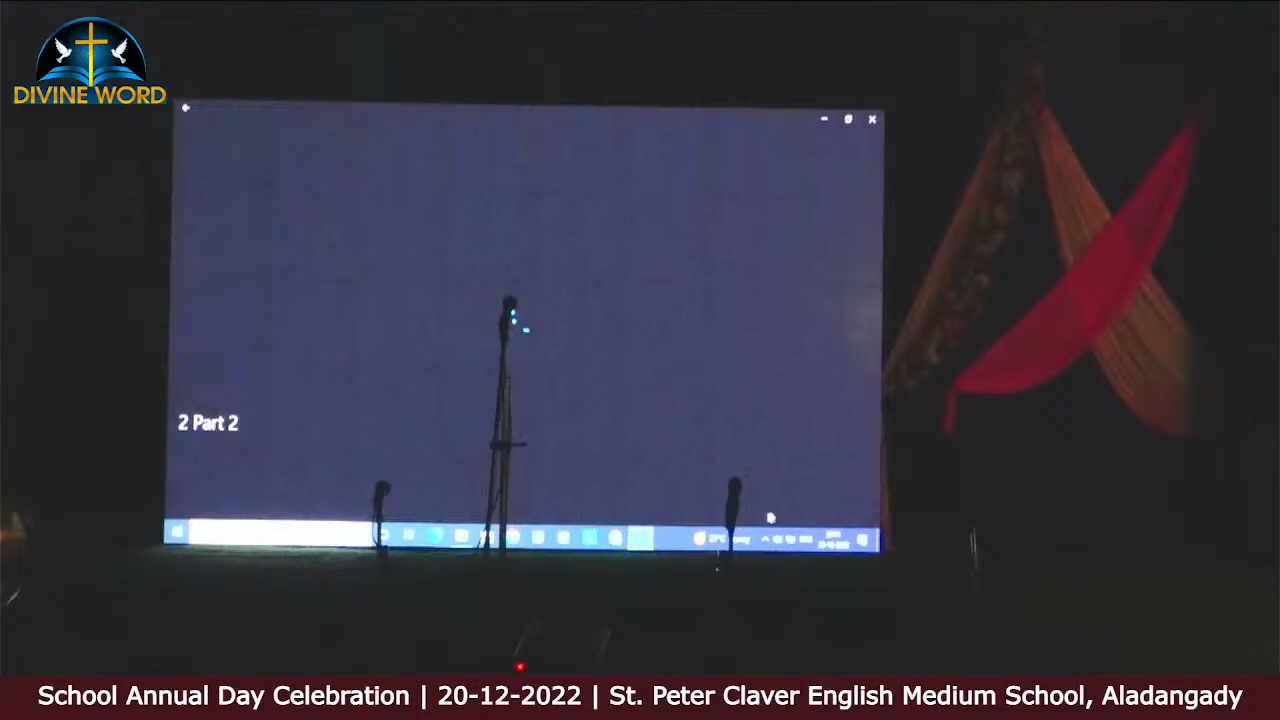 DIVINE WORD
2 Part 2
School Annual Day Celebration | 20-12-2022 | St. Peter Claver English Medium School, Aladangady